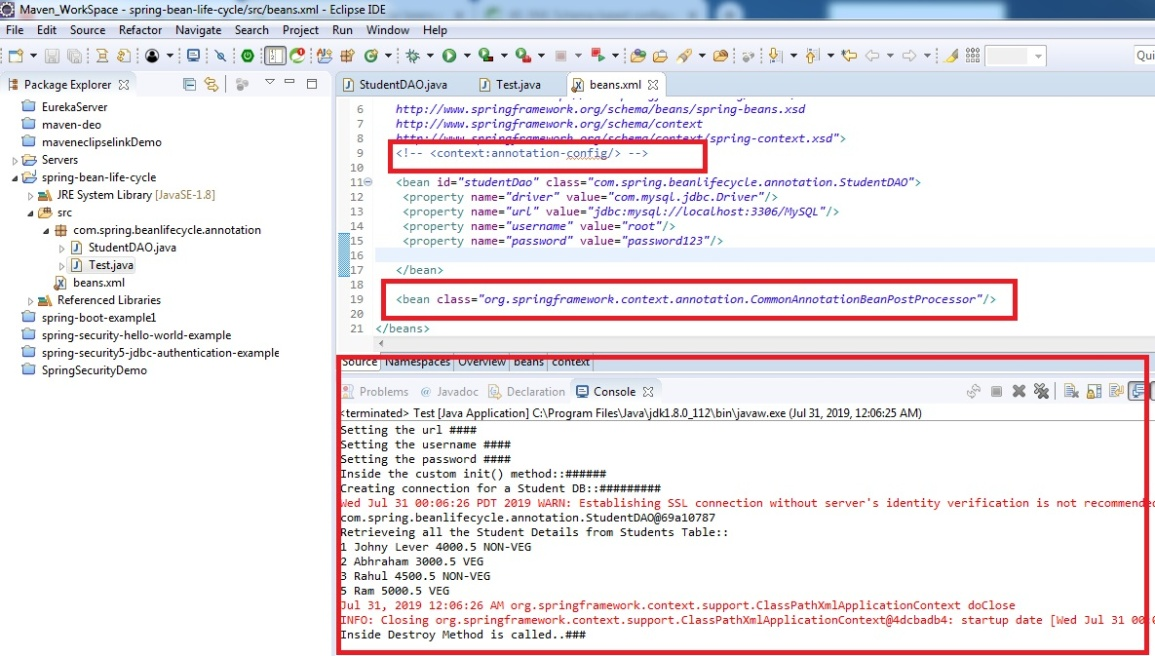 Maven_WorkSpace - spring-bean-life-cycle/src/beans.xml - Eclipse IDE
File Edit Source Refactor Navigate Search Project Run Window Help
Qui
Package Explorer
EurekaServer
maven-deo
maveneclipselinkDemo
Servers
spring-bean-life-cycle
JRE System Library [JavaSE-1.8]
src
com.spring.beanlifecycle.annotation
StudentDAO.java
Test.java
beans.xml
Referenced Libraries
spring-boot-example1
spring-security-hello-world-example
spring-security5-jdbc-authentication-example
SpringSecurityDemo
StudentDAO.java Test.java beans.xml
6 http://www.springframework.org/schema/beans/spring-beans.xsd
7 http://www.springframework.org/schema/context
8 http://www.springframework.org/schema/context/spring-context.xsd">
9 <!-- <context:annotation-config/> -->
10
11 <bean id="studentDao" class="com.spring.beanlifecycle.annotation.StudentDAO">
12 <property name="driver" value="com.mysql.jdbc.Driver"/>
13 <property name="url" value="jdbc:mysql://localhost:3306/MySQL"/>
14 <property name="username" value="root"/>
15 <property name="password" value="password123"/>
16
17 </bean>
18
19 <bean class="org.springframework.context.annotation.CommonAnnotationBeanPostProcessor"/>
20
21 </beans>
Source Namespaces Overview beans context
Problems @ Javadoc Declaration Console
<terminated> Test [Java Application] C:\Program Files\Java\jdk1.8.0_112\bin\javaw.exe (Jul 31, 2019, 12:06:25 AM)
Setting the url ####
Setting the username ####
Setting the password ####
Inside the custom init() method::######
Creating connection for a Student DB::#########
Wed Jul 31 00:06:26 PDT 2019 WARN: Establishing SSL connection without server's identity verification is not recommended
com.spring.beanlifecycle.annotation.StudentDAO@69a10787
Retrieveing all the Student Details from Students Table::
1 Johny Lever 4000.5 NON-VEG
2 Abhraham 3000.5 VEG
3 Rahul 4500.5 NON-VEG
5 Ram 5000.5 VEG
Jul 31, 2019 12:06:26 AM org.springframework.context.support.ClassPathXmlApplicationContext doClose
INFO: Closing org.springframework.context.support.ClassPathXmlApplicationContext@4dcbadb4: startup date [Wed Jul 31 00:0
Inside Destroy Method is called..###